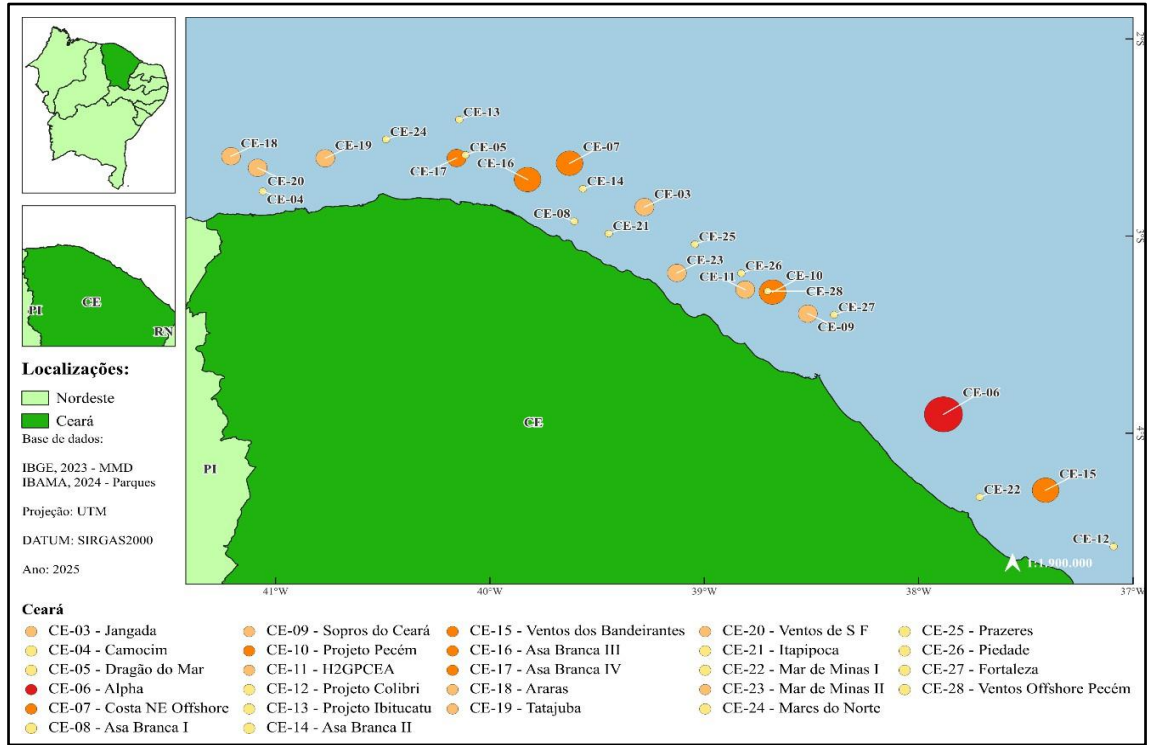 2°S
3°S
4°S
41°W
40°W
39°W
38°W
37°W
CE-18
CE-20
CE-04
CE-19
CE-24
CE-13
CE-05
CE-17
CE-16
CE-07
CE-14
CE-03
CE-08
CE-21
CE-25
CE-23
CE-26
CE-11
CE-10
CE-28
CE-27
CE-09
CE-06
CE-15
CE-22
CE-12
CE
PI
1:1.900.000
CE
PI
RN
Localizações:
Nordeste
Ceará
Base de dados:
IBGE, 2023 - MMD
IBAMA, 2024 - Parques
Projeção: UTM
DATUM: SIRGAS2000
Ano: 2025
Ceará
CE-03 - Jangada
CE-04 - Camocim
CE-05 - Dragão do Mar
CE-06 - Alpha
CE-07 - Costa NE Offshore
CE-08 - Asa Branca I
CE-09 - Sopros do Ceará
CE-10 - Projeto Pecém
CE-11 - H2GPCEA
CE-12 - Projeto Colibri
CE-13 - Projeto Ibitucatu
CE-14 - Asa Branca II
CE-15 - Ventos dos Bandeirantes
CE-16 - Asa Branca III
CE-17 - Asa Branca IV
CE-18 - Araras
CE-19 - Tatajuba
CE-20 - Ventos de S F
CE-21 - Itapipoca
CE-22 - Mar de Minas I
CE-23 - Mar de Minas II
CE-24 - Mares do Norte
CE-25 - Prazeres
CE-26 - Piedade
CE-27 - Fortaleza
CE-28 - Ventos Offshore Pecém